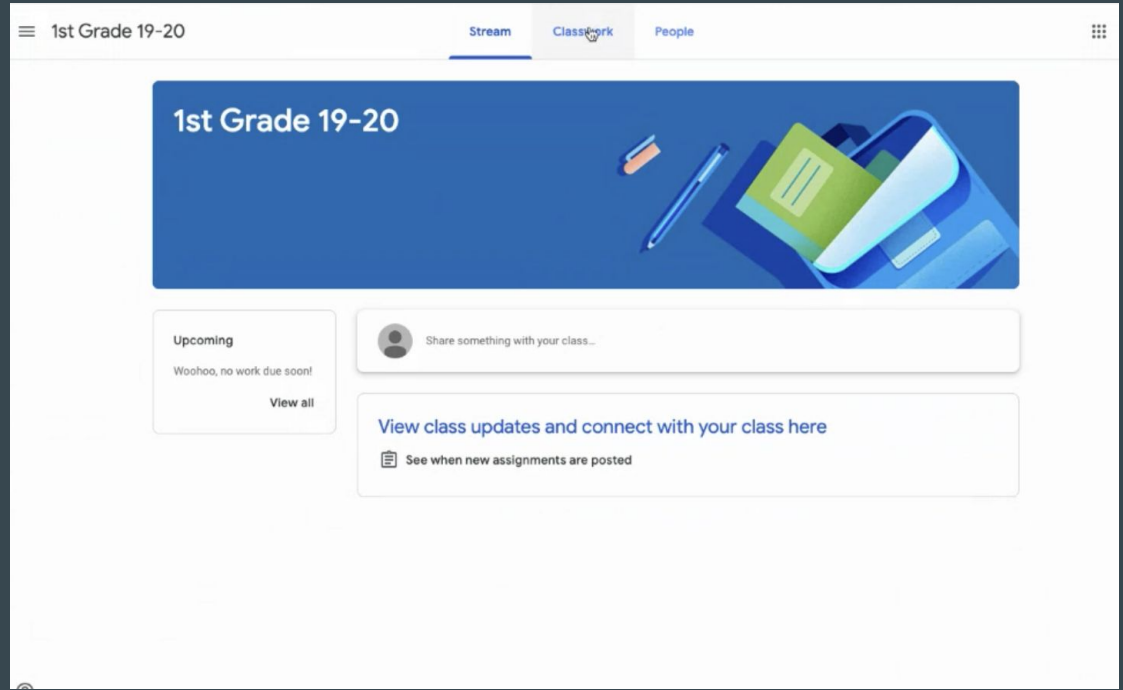 1st Grade 19-20
Stream
Classwork
People
1st Grade 19-20
Upcoming
Woohoo, no work due soon!
View all
Share something with your class…
View class updates and connect with your class here
See when new assignments are posted